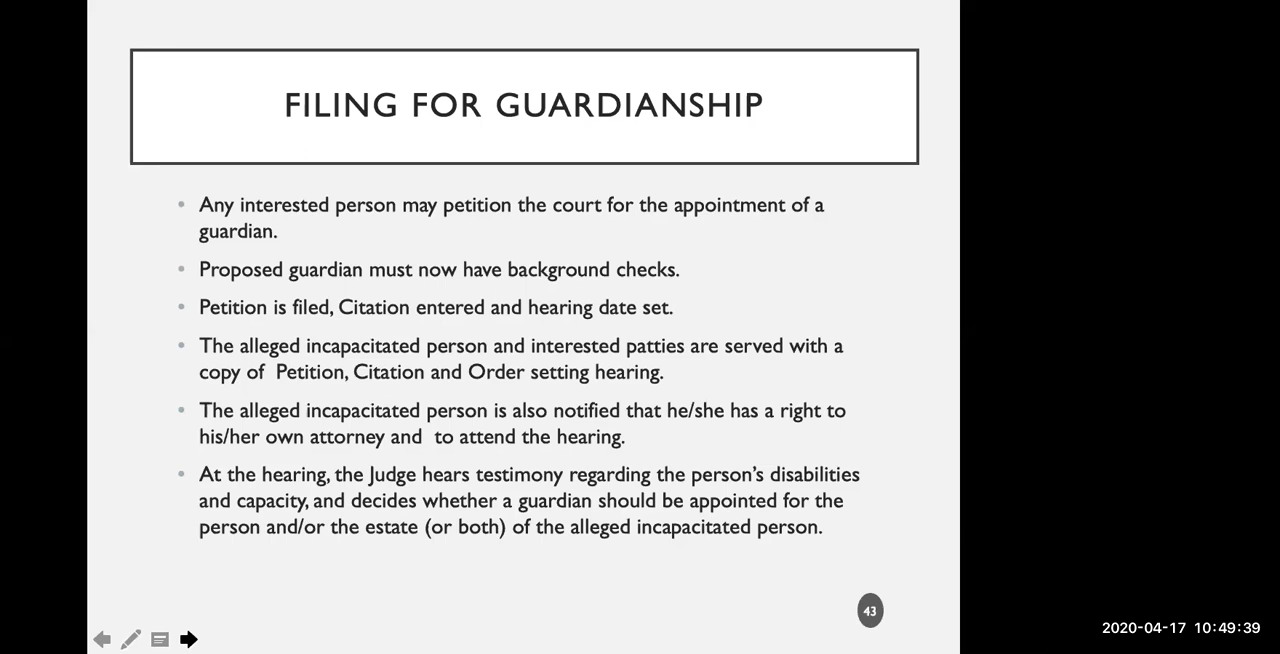 FILING FOR GUARDIANSHIP
Any interested person may petition the court for the appointment of a
guardian.
Proposed guardian must now have background checks.
Petition is filed, Citation entered and hearing date set.
The alleged incapacitated person and interested patties are served with a
copy of  Petition, Citation and Order setting hearing.
The alleged incapacitated person is also notified that he/she has a right to
his/her own attorney and  to attend the hearing.
At the hearing, the Judge hears testimony regarding the person’s disabilities
and capacity, and decides whether a guardian should be appointed for the
person and/or the estate (or both) of the alleged incapacitated person.
43
2020-04-17 10:49:39